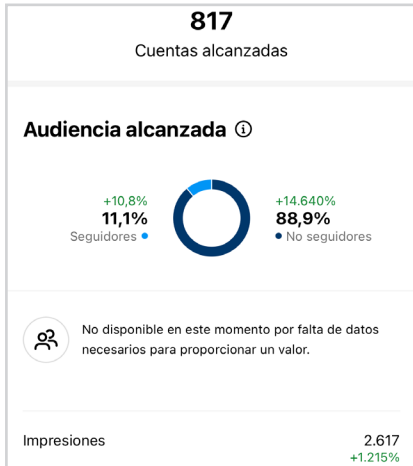 817
Cuentas alcanzadas
Audiencia alcanzada
+10,8%
11,1%
Seguidores
+14.640%
88,9%
No seguidores
No disponible en este momento por falta de datos
necesarios para proporcionar un valor.
Impresiones
2.617
+1.215%